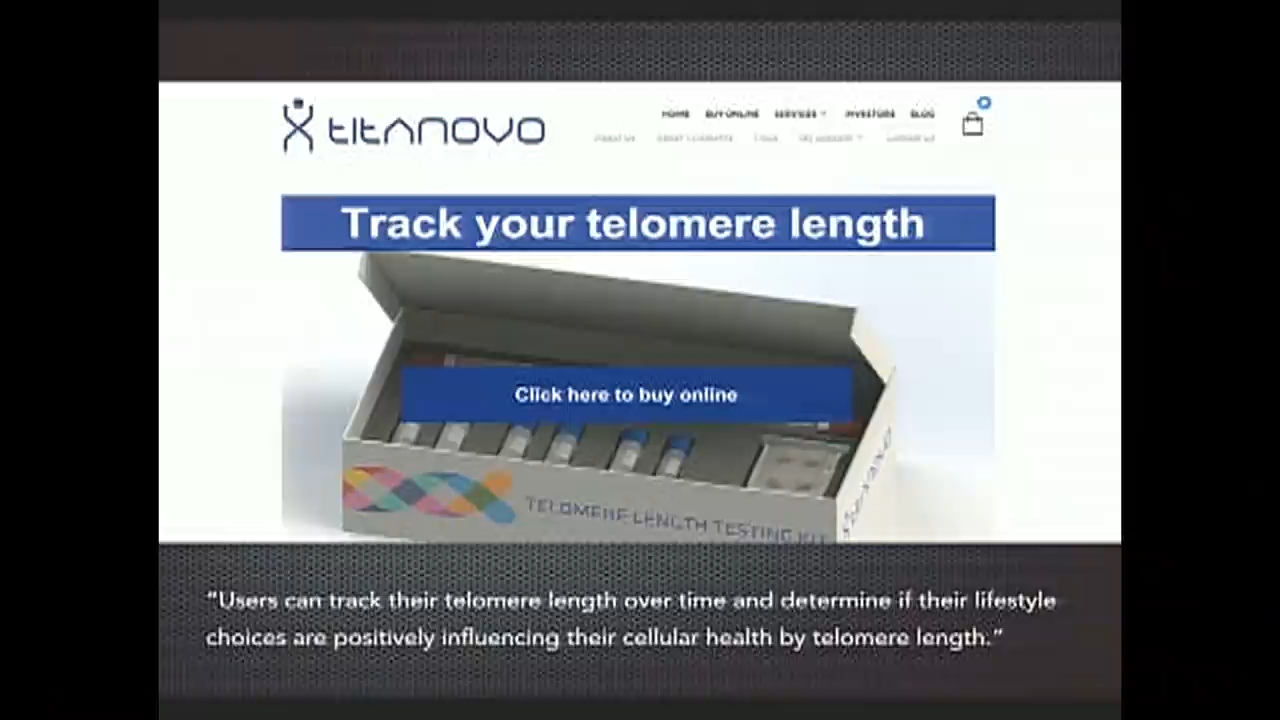 titanovo
HOME BUY ONLINE SERVICES INVESTORS BLOG
Track your telomere length
Click here to buy online
TELOMERE LENGTH TESTING KIT
“Users can track their telomere length over time and determine if their lifestyle
choices are positively influencing their cellular health by telomere length.”